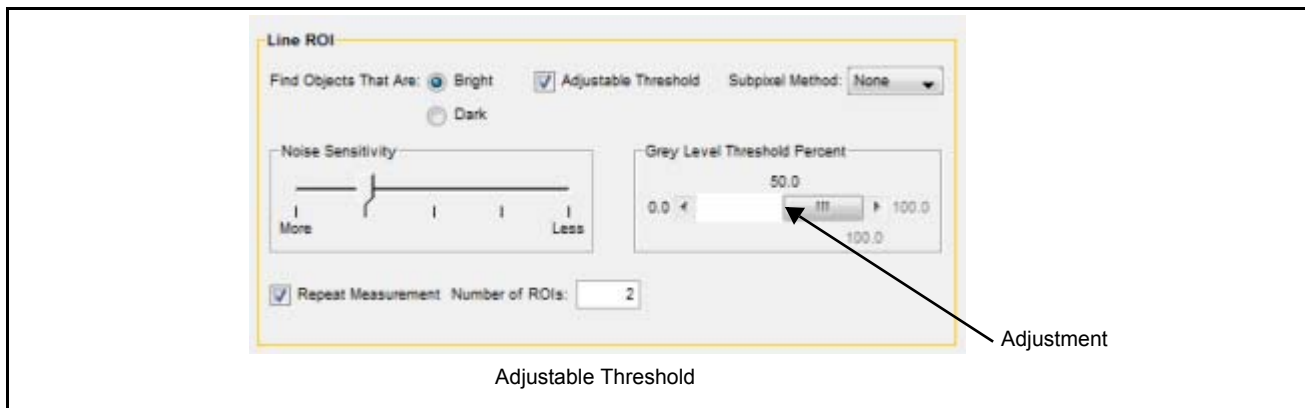 Line ROI
Find Objects That Are: Bright Adjustable Threshold Subpixel Method: None
Dark
Noise Sensitivity Grey Level Threshold Percent
50.0
0.0 100.0
More Less
100.0
Repeat Measurement Number of ROIs: 2
Adjustment
Adjustable Threshold